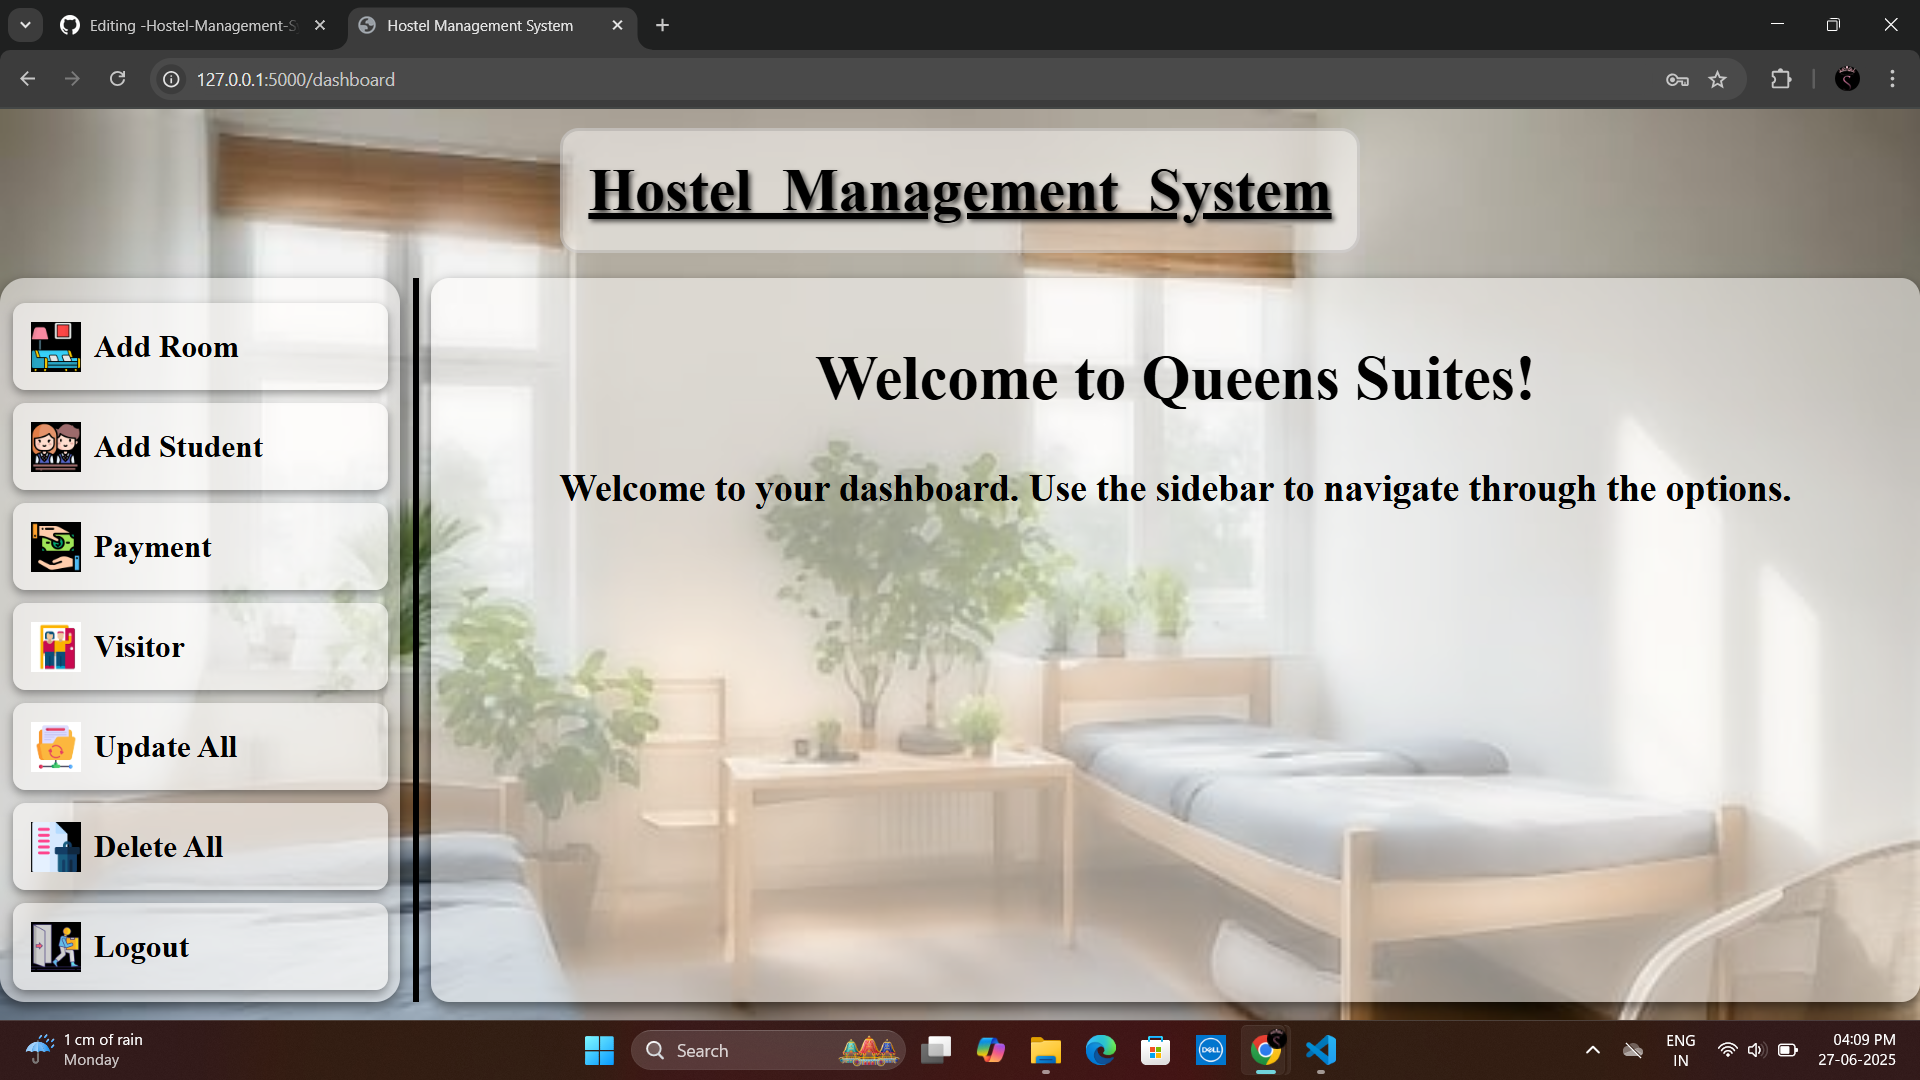 Editing -Hostel-Management-S
Hostel Management System
127.0.0.1:5000/dashboard
Hostel Management System
Add Room
Add Student
Payment
Visitor
Update All
Delete All
Logout
Welcome to Queens Suites!
Welcome to your dashboard. Use the sidebar to navigate through the options.
1 cm of rain
Monday
Search
DELL
ENG
IN
04:09 PM
27-06-2025